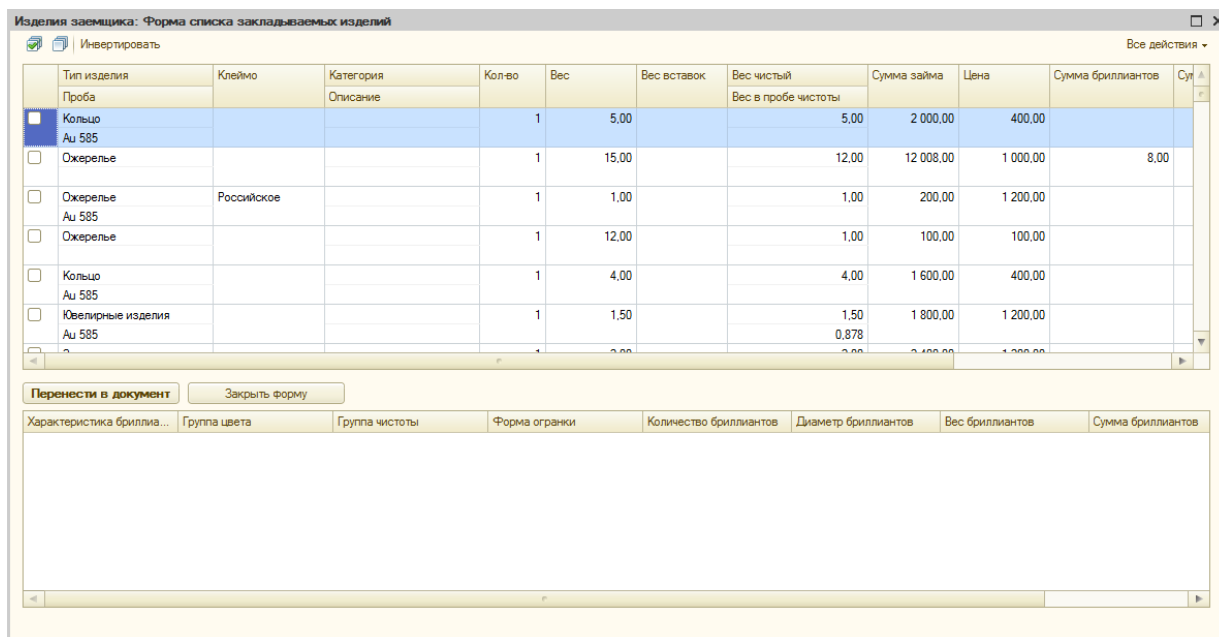 Изделия заемщика: Форма списка закладываемых изделий
Инвертировать Все действия
Тип изделия Клеймо Категория Кол-во Вес Вес вставок Вес чистый Сумма займа Цена Сумма бриллиантов Сум
Проба Описание Вес в пробе чистоты
Кольцо 1 5,00 5,00 2 000,00 400,00
Au 585
Ожерелье 1 15,00 12,00 12 008,00 1 000,00 8,00
Ожерелье Российское 1 1,00 1,00 200,00 1 200,00
Au 585
Ожерелье 1 12,00 1,00 100,00 100,00
Кольцо 1 4,00 4,00 1 600,00 400,00
Au 585
Ювелирные изделия 1 1,50 1,50 1 800,00 1 200,00
Au 585 0,878
Перенести в документ Закрыть форму
Характеристика бриллиа... Группа цвета Группа чистоты Форма огранки Количество бриллиантов Диаметр бриллиантов Вес бриллиантов Сумма бриллиантов